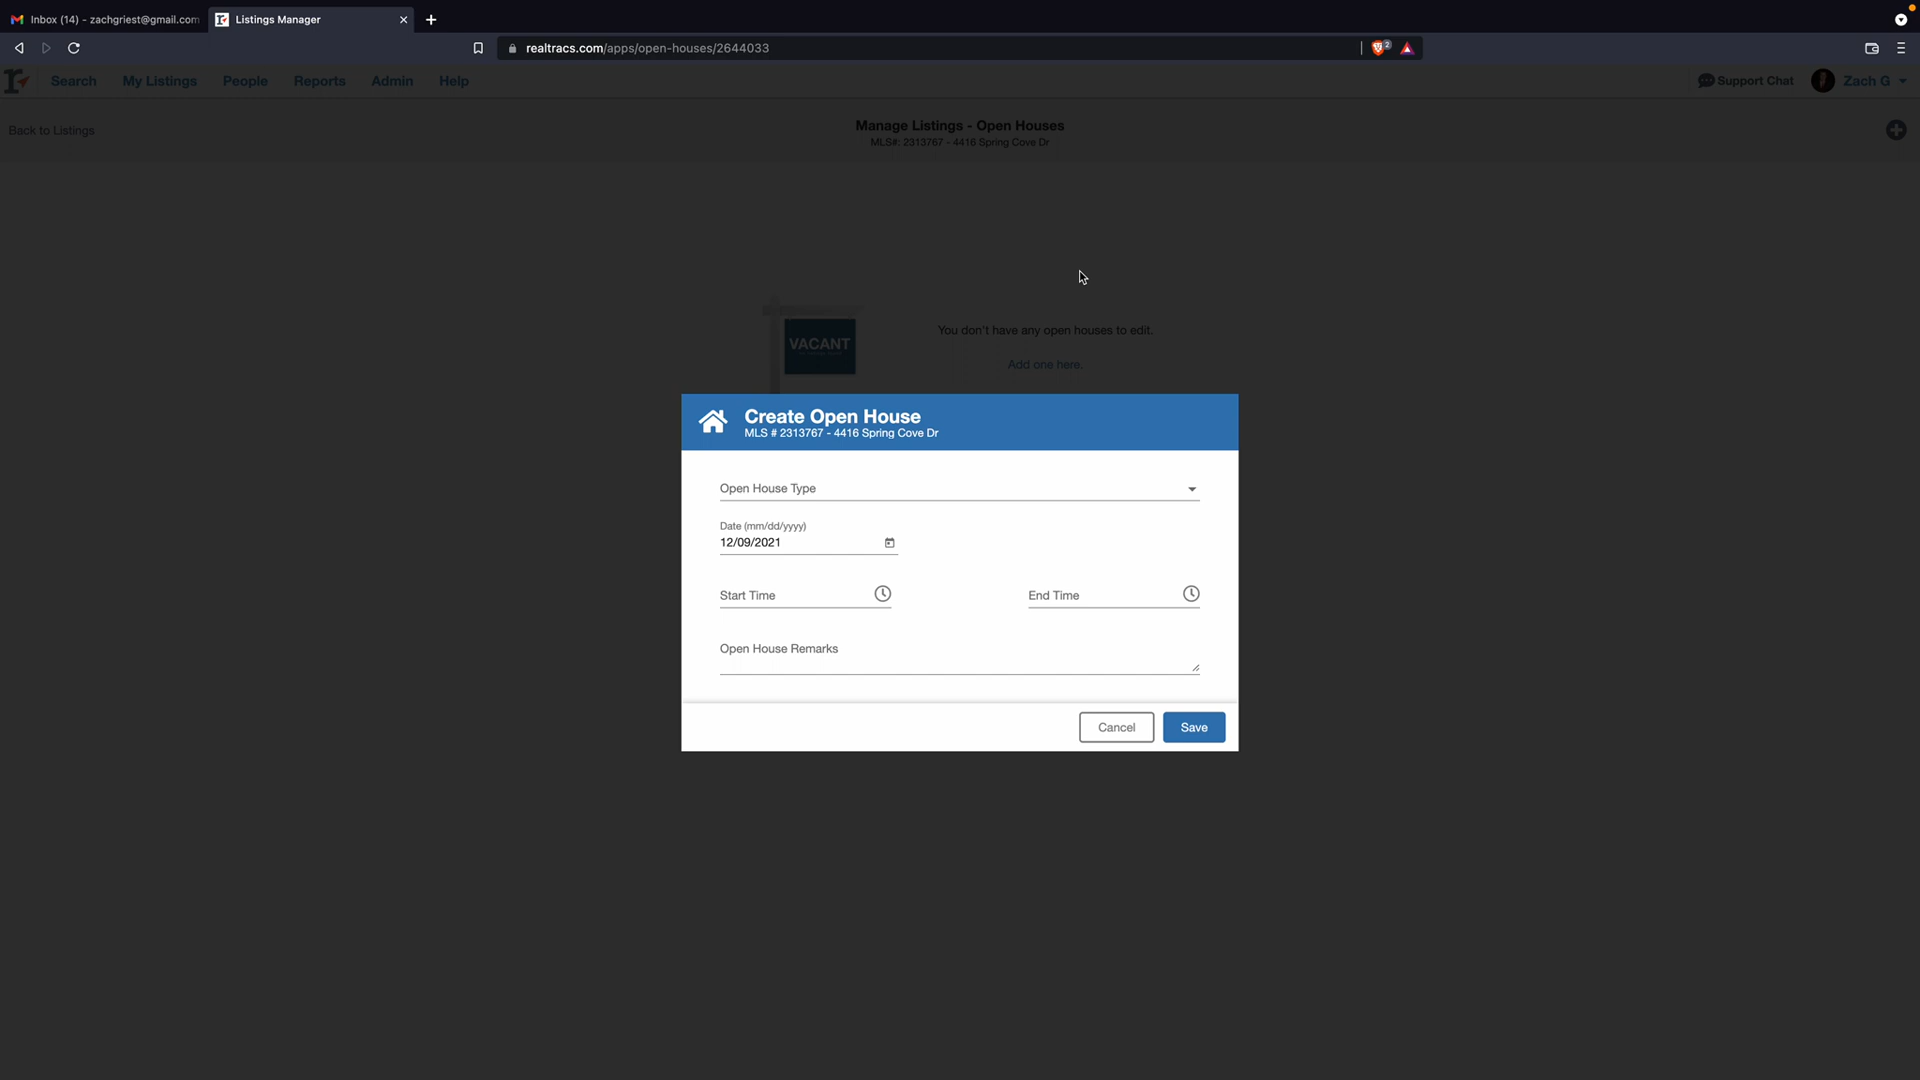 Inbox (14) - zachgriest@gmail.com
Listings Manager
realtracs.com/apps/open-houses/2644033
2
Search My Listings People Reports Admin Help
Support Chat Zach G
Back to Listings
Manage Listings - Open Houses
MLS#: 2313767 - 4416 Spring Cove Dr
You don't have any open houses to edit.
VACANT
Add one here.
Create Open House
MLS # 2313767 - 4416 Spring Cove Dr
Open House Type
Date (mm/dd/yyyy)
12/09/2021
Start Time End Time
Open House Remarks
Cancel Save